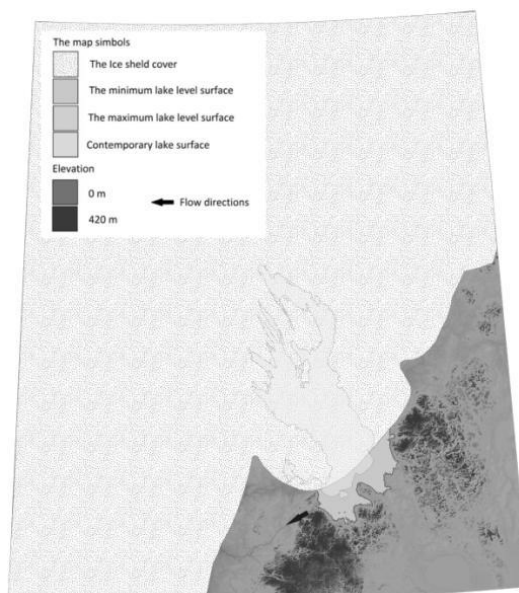 The map simbols
The Ice sheld cover
The minimum lake level surface
The maximum lake level surface
Contemporary lake surface
Elevation
0 m
Flow directions
420 m